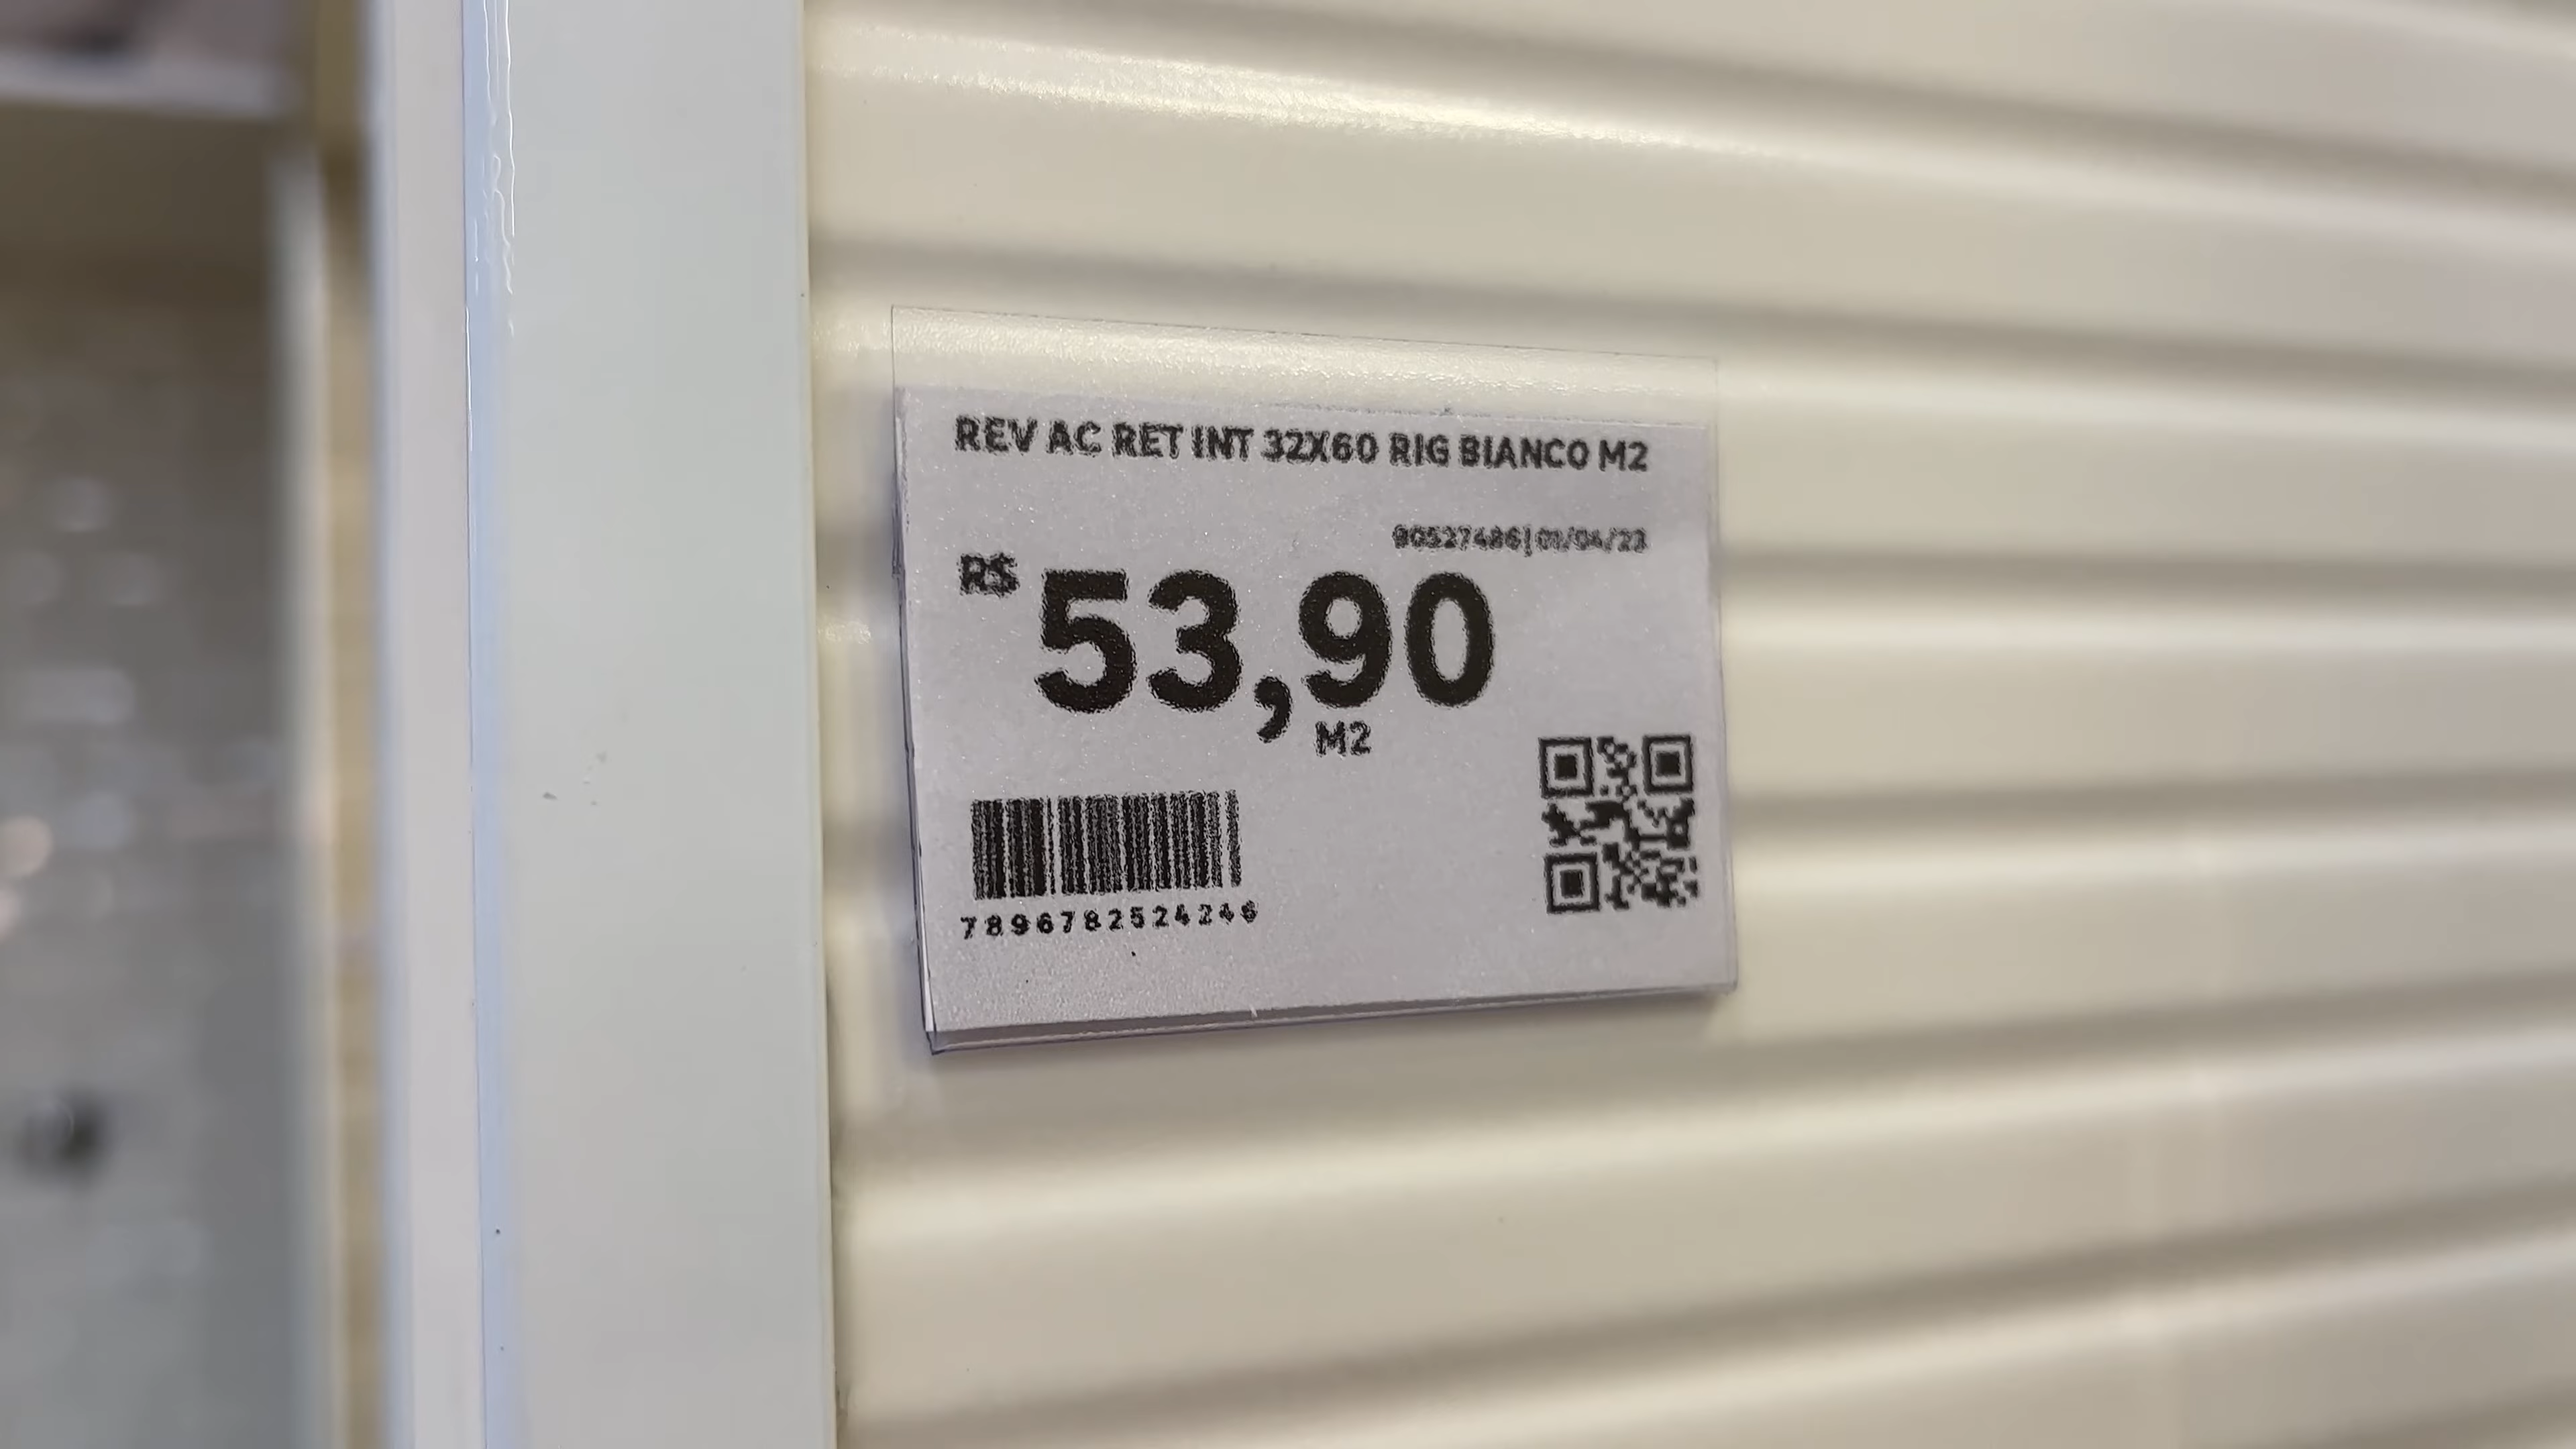 REV AC RET INT 32X60 RIG BIANCO M2
90527486|01/04/23
R$ 53,90
M2
7896782524246